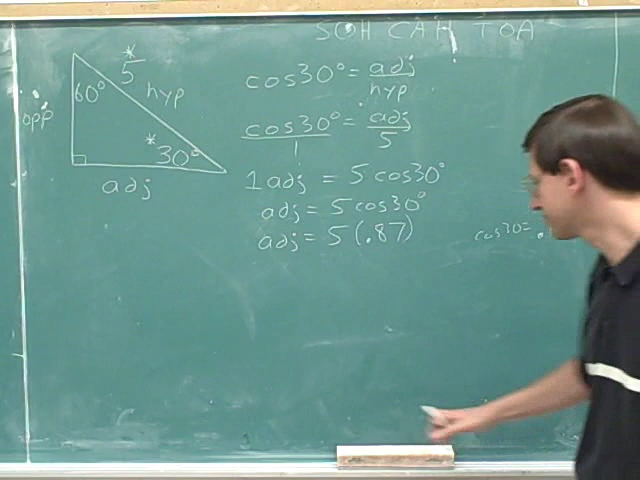 SOH CAH TOA
* 5
60° hyp
opp
* 30°
adj
cos30° = adj/hyp
cos30°/1 = adj/5
1adj = 5cos30°
adj = 5cos30°
adj = 5(.87)
cos30= .